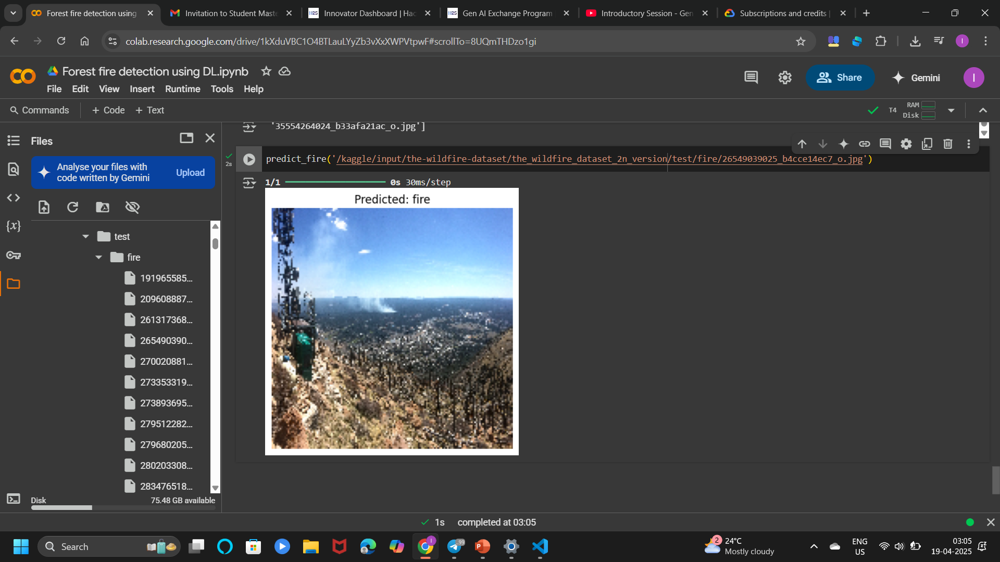 Forest fire detection using
Invitation to Student Maste
Innovator Dashboard | Hac
Gen AI Exchange Program
Introductory Session - Gen
Subscriptions and credits |
colab.research.google.com/drive/1kXduVBC1O4BTLauLYyZb3vXxXWPVtpwF#scrollTo=8UQmTHDzo1gi
I
Forest fire detection using DL.ipynb
File Edit View Insert Runtime Tools Help
Share
Gemini
I
Commands
+ Code + Text
T4
RAM
Disk
Files
Analyse your files with
code written by Gemini
Upload
{x}
test
fire
191965585...
209608887...
261317368...
265490390...
270020881...
273353319...
273893695...
279512282...
279680205...
280203308...
283476518...
Disk 75.48 GB available
'35554264024_b33afa21ac_o.jpg']
2s
predict_fire('/kaggle/input/the-wildfire-dataset/the_wildfire_dataset_2n_version/test/fire/26549039025_b4cce14ec7_o.jpg')
1/1 0s 30ms/step
Predicted: fire
1s completed at 03:05
Search
99
2
24°C
Mostly cloudy
ENG
US
03:05
19-04-2025